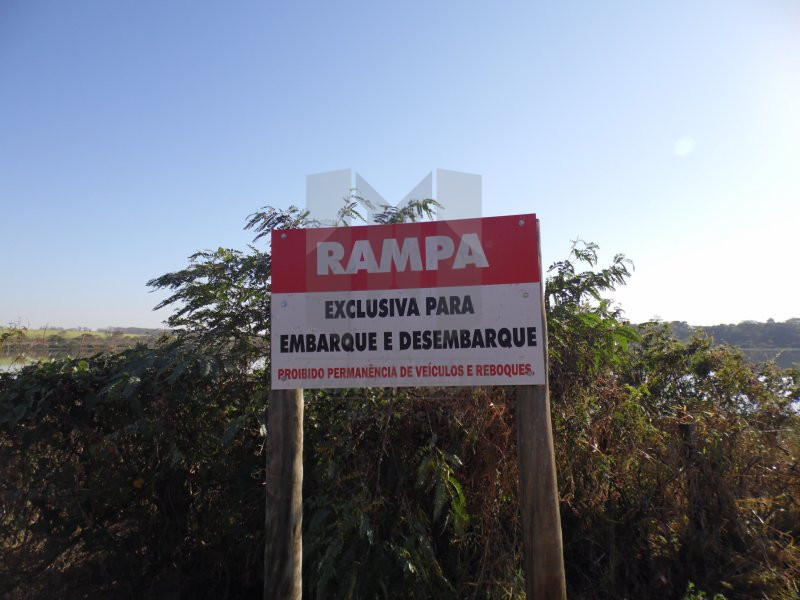 RAMPA
EXCLUSIVA PARA
EMBARQUE E DESEMBARQUE
PROIBIDO PERMANÊNCIA DE VEÍCULOS E REBOQUES.